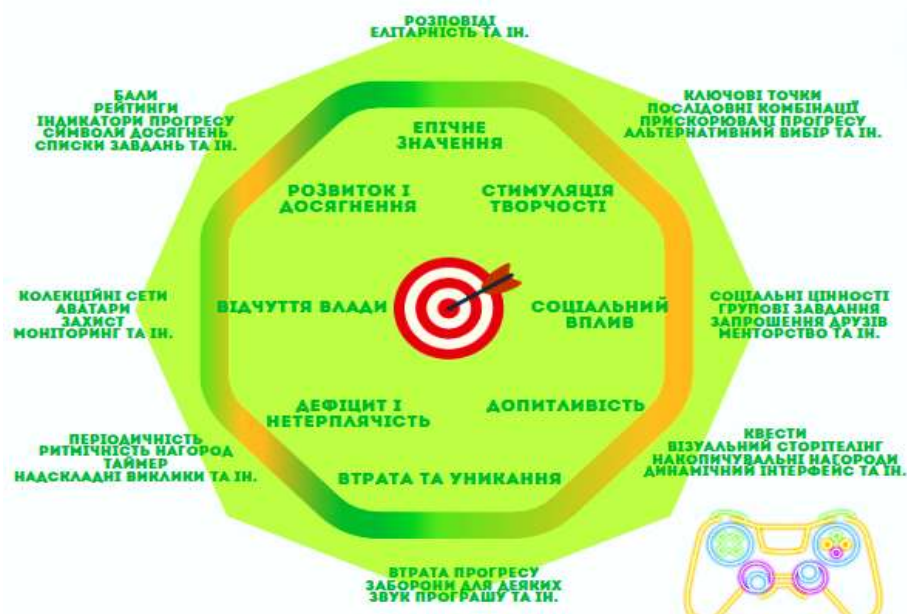 РОЗПОВІДІ
ЕЛІТАРНІСТЬ ТА ІН.
БАЛИ
РЕЙТИНГИ
ІНДИКАТОРИ ПРОГРЕСУ
СИМВОЛИ ДОСЯГНЕНЬ
СПИСКИ ЗАВДАНЬ ТА ІН.
КЛЮЧОВІ ТОЧКИ
ПОСЛІДОВНІ КОМБІНАЦІЇ
ПРИСКОРЮВАЧІ ПРОГРЕСУ
АЛЬТЕРНАТИВНИЙ ВИБІР ТА ІН.
ЕПІЧНЕ
ЗНАЧЕННЯ
РОЗВИТОК І
ДОСЯГНЕННЯ
СТИМУЛЯЦІЯ
ТВОРЧОСТІ
КОЛЕКЦІЙНІ СЕТИ
АВАТАРИ
ЗАХИСТ
МОНІТОРИНГ ТА ІН.
ВІДЧУТТЯ ВЛАДИ
СОЦІАЛЬНИЙ
ВПЛИВ
СОЦІАЛЬНІ ЦІННОСТІ
ГРУПОВІ ЗАВДАННЯ
ЗАПРОШЕННЯ ДРУЗІВ
МЕНТОРСТВО ТА ІН.
ДЕФІЦИТ І
НЕТЕРПЛЯЧІСТЬ
ДОПИТЛИВІСТЬ
ПЕРІОДИЧНІСТЬ
РИТМІЧНІСТЬ НАГОРОД
ТАЙМЕР
НАДСКЛАДНІ ВИКЛИКИ ТА ІН.
КВЕСТИ
ВІЗУАЛЬНИЙ СТОРІТЕЛІНГ
НАКОПИЧУВАЛЬНІ НАГОРОДИ
ДИНАМІЧНИЙ ІНТЕРФЕЙС ТА ІН.
ВТРАТА ТА УНИКАННЯ
ВТРАТА ПРОГРЕСУ
ЗАБОРОНИ ДЛЯ ДЕЯКИХ
ЗВУК ПРОГРАШУ ТА ІН.